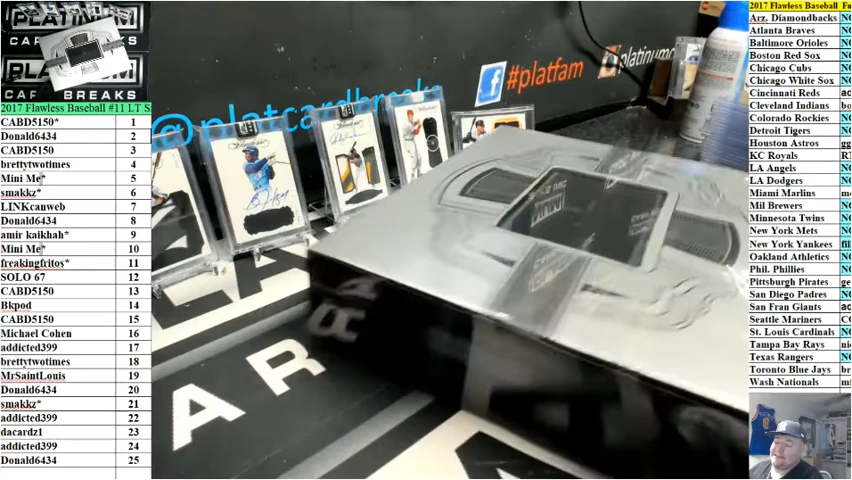 PLATINUM
CARD BREAKS
PLATINUM
CARD BREAKS
2017 Flawless Baseball #11 LT S
CABD5150* 1
Donald6434 2
CABD5150 3
brettytwotimes 4
Mini Me* 5
smakkz* 6
LINKcanweb 7
Donald6434 8
amir kaikhah* 9
Mini Me* 10
freakingfritos* 11
SOLO 67 12
CABD5150 13
Bkpod 14
CABD5150 15
Michael Cohen 16
addicted399 17
brettytwotimes 18
MrSaintLouis 19
Donald6434 20
smakkz* 21
addicted399 22
dacardz1 23
addicted399 24
Donald6434 25
@platcardbreaks
f #platfam
platinumc
A R
2017 Flawless Baseball
Arz. Diamondbacks
Atlanta Braves
Baltimore Orioles
Boston Red Sox
Chicago Cubs
Chicago White Sox
Cincinnati Reds
Cleveland Indians
Colorado Rockies
Detroit Tigers
Houston Astros
KC Royals
LA Angels
LA Dodgers
Miami Marlins
Mil Brewers
Minnesota Twins
New York Mets
New York Yankees
Oakland Athletics
Phil. Phillies
Pittsburgh Pirates
San Diego Padres
San Fran Giants
Seattle Mariners
St. Louis Cardinals
Tampa Bay Rays
Texas Rangers
Toronto Blue Jays
Wash Nationals